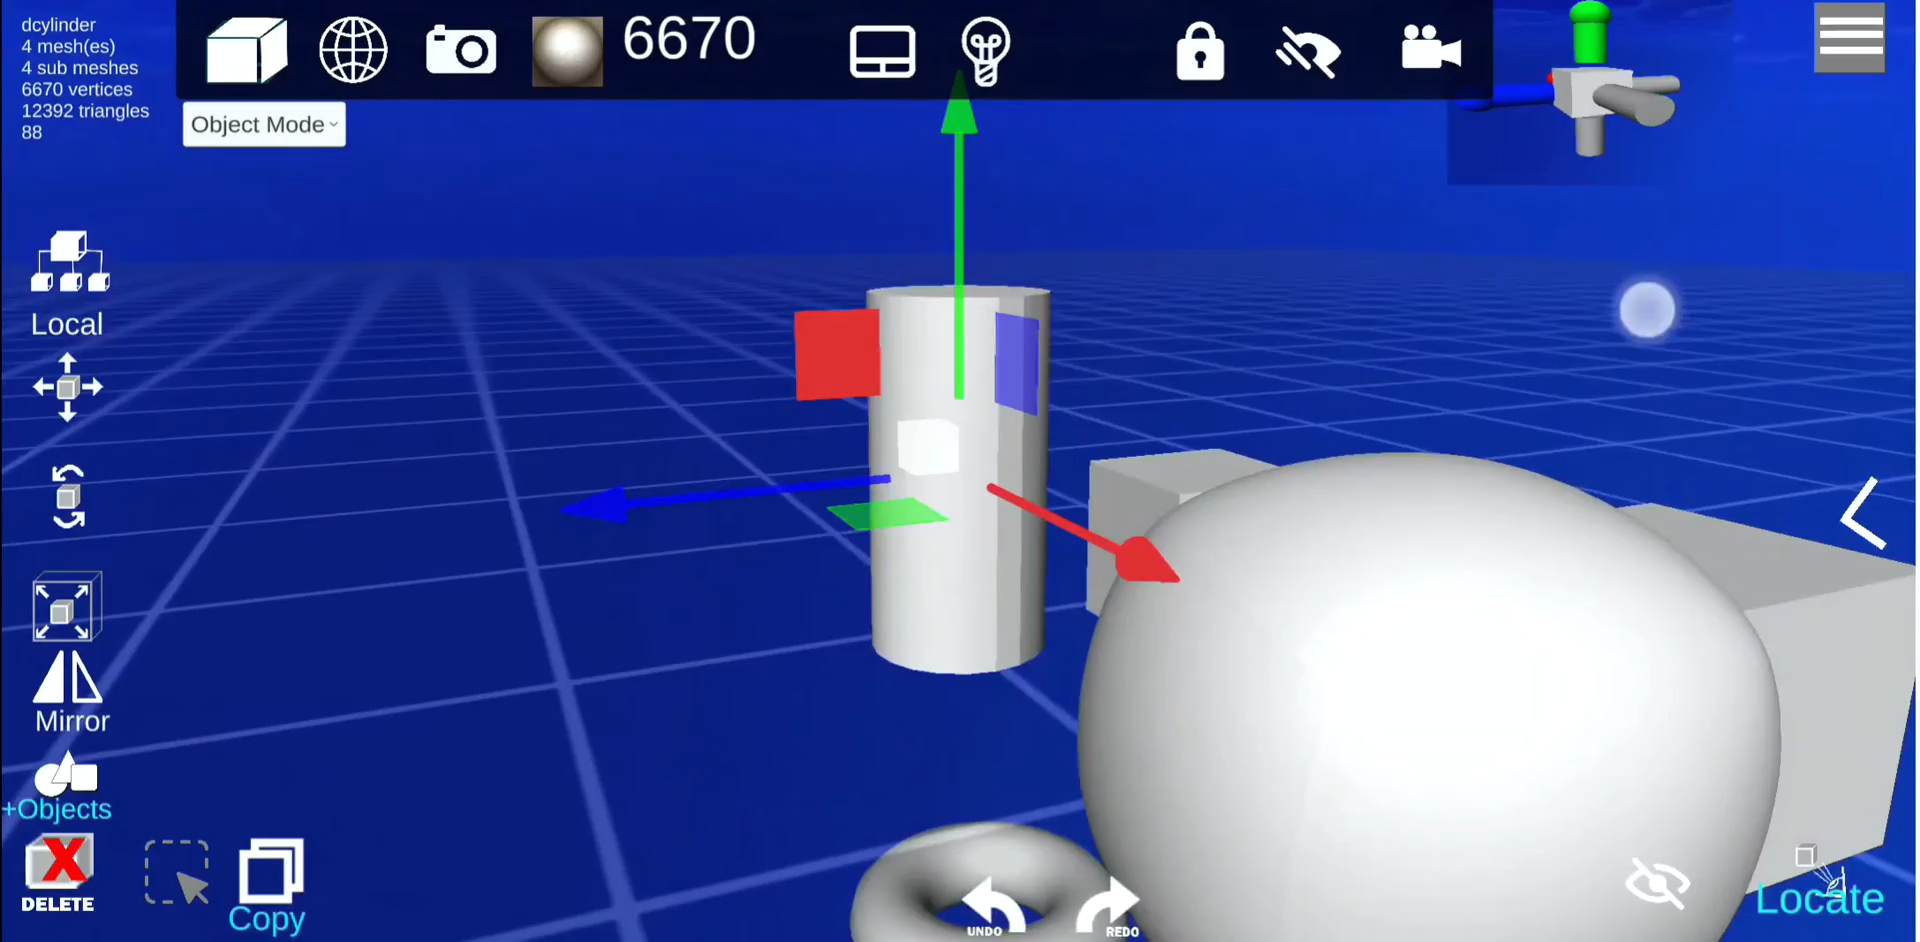 dcylinder
4 mesh(es)
4 sub meshes
6670 vertices
12392 triangles
88
6670
Object Mode
Local
Mirror
+Objects
DELETE
Copy
UNDO
REDO
Locate